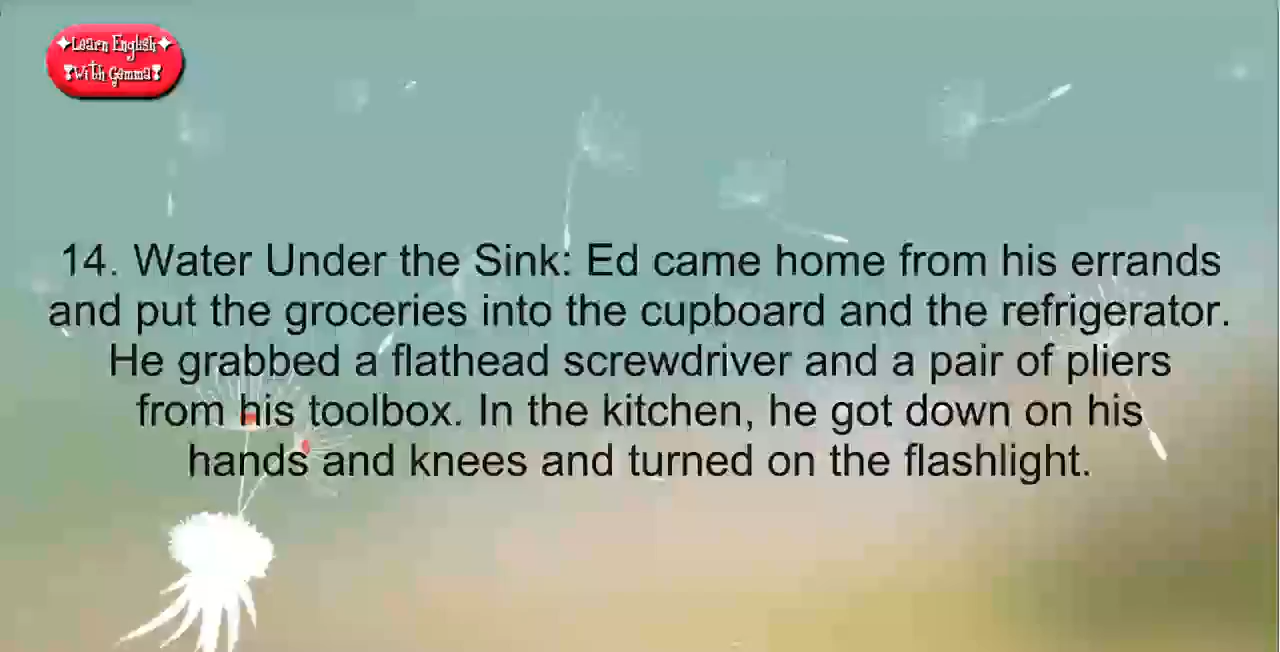 Learn English
With Gamma
14. Water Under the Sink: Ed came home from his errands
and put the groceries into the cupboard and the refrigerator.
He grabbed a flathead screwdriver and a pair of pliers
from his toolbox. In the kitchen, he got down on his
hands and knees and turned on the flashlight.